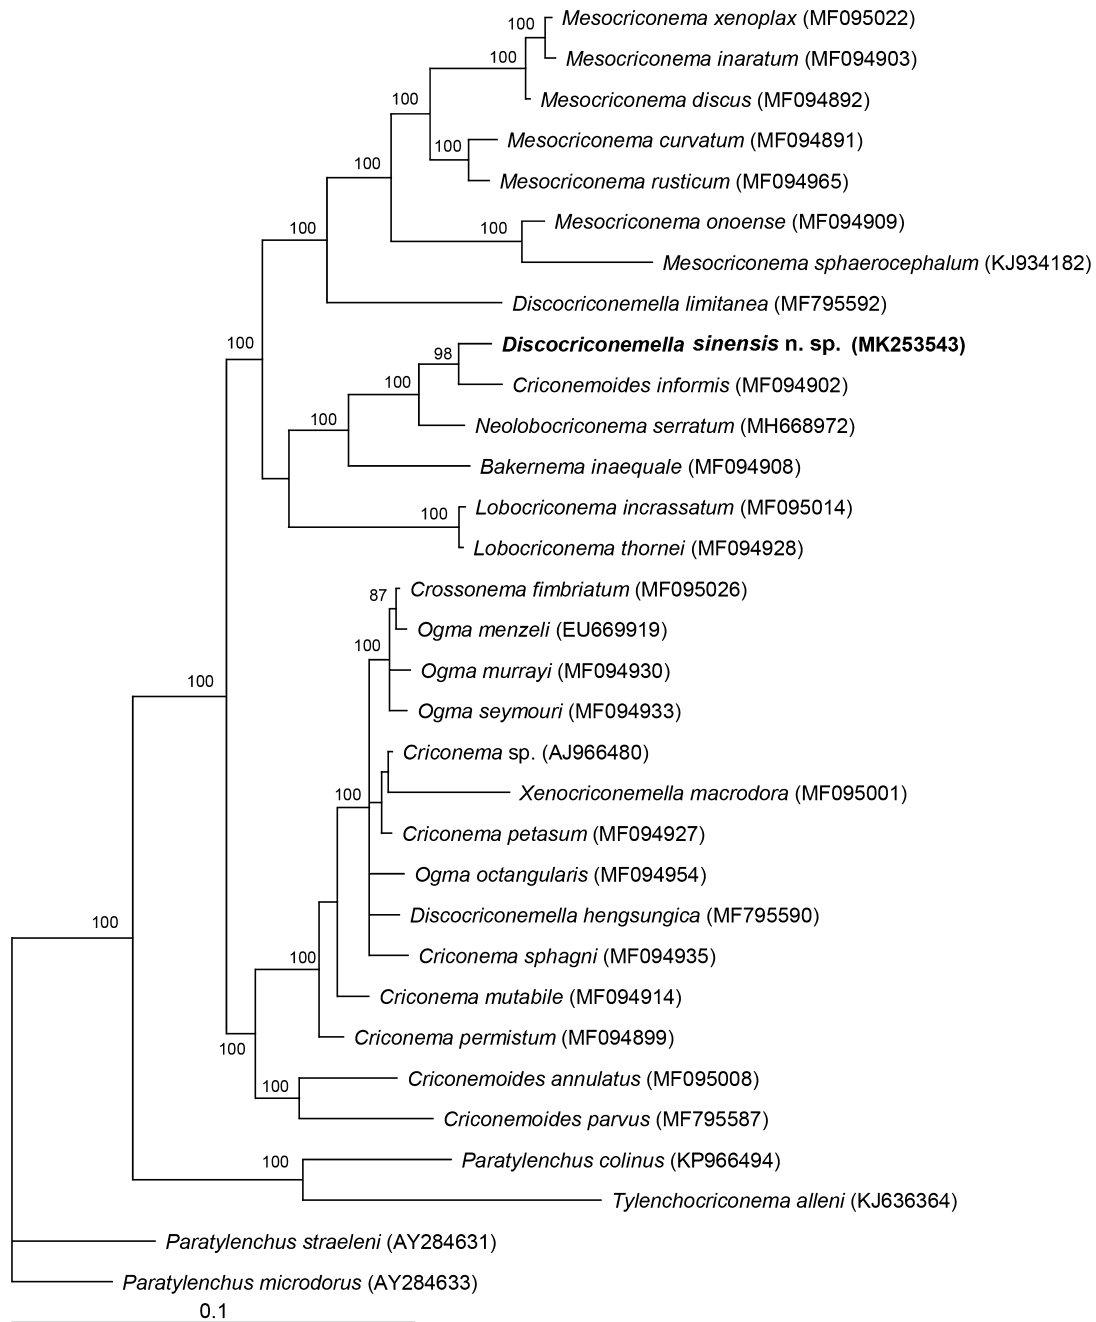 100
Mesocriconema xenoplax (MF095022)
100
Mesocriconema inaratum (MF094903)
100
Mesocriconema discus (MF094892)
100
Mesocriconema curvatum (MF094891)
100
Mesocriconema rusticum (MF094965)
100
Mesocriconema onoense (MF094909)
100
Mesocriconema sphaerocephalum (KJ934182)
Discocriconemella limitanea (MF795592)
100
Discocriconemella sinensis n. sp. (MK253543)
98
Criconemoides informis (MF094902)
100
Neolobocriconema serratum (MH668972)
100
Bakernema inaequale (MF094908)
Lobocriconema incrassatum (MF095014)
100
Lobocriconema thornei (MF094928)
Crossonema fimbriatum (MF095026)
87
Ogma menzeli (EU669919)
100
Ogma murrayi (MF094930)
100
Ogma seymouri (MF094933)
Criconema sp. (AJ966480)
Xenocriconemella macrodora (MF095001)
100
Criconema petasum (MF094927)
Ogma octangularis (MF094954)
Discocriconemella hengsungica (MF795590)
100
Criconema sphagni (MF094935)
100
Criconema mutabile (MF094914)
Criconema permistum (MF094899)
100
Criconemoides annulatus (MF095008)
100
Criconemoides parvus (MF795587)
100
Paratylenchus colinus (KP966494)
Tylenchocriconema alleni (KJ636364)
Paratylenchus straeleni (AY284631)
Paratylenchus microdorus (AY284633)
0.1